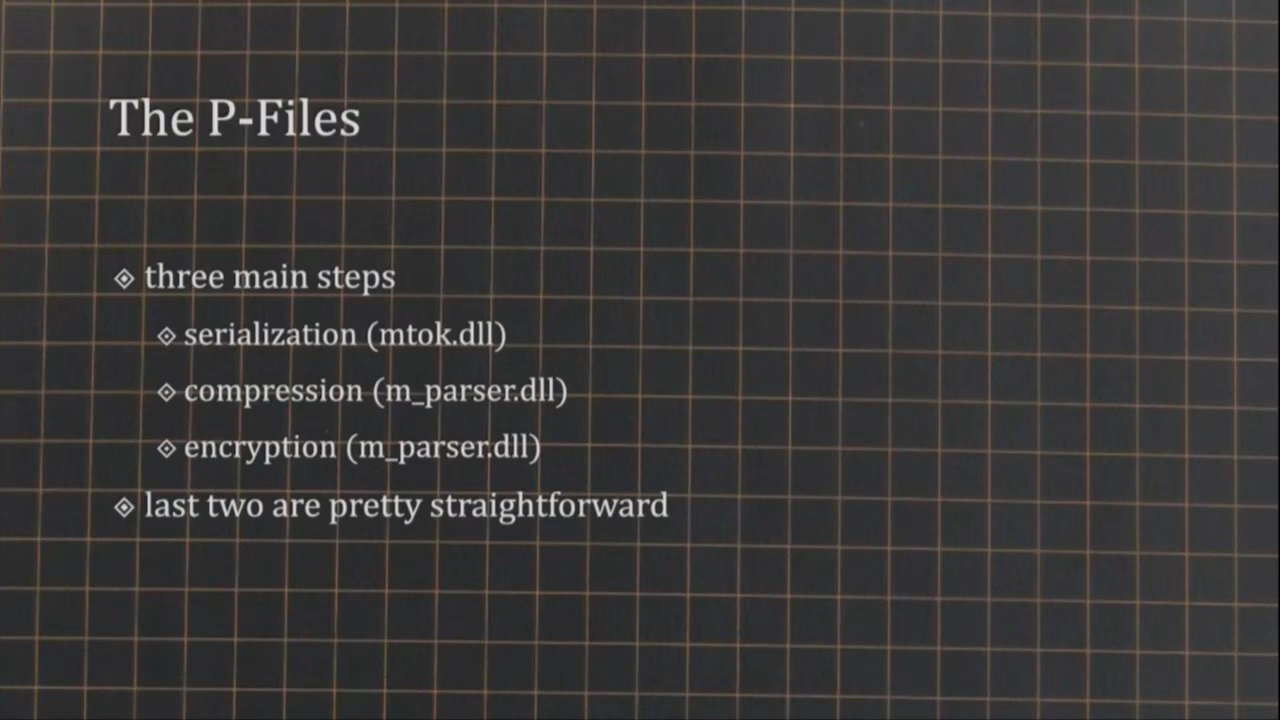 The P-Files
three main steps
serialization (mtok.dll)
compression (m_parser.dll)
encryption (m_parser.dll)
last two are pretty straightforward